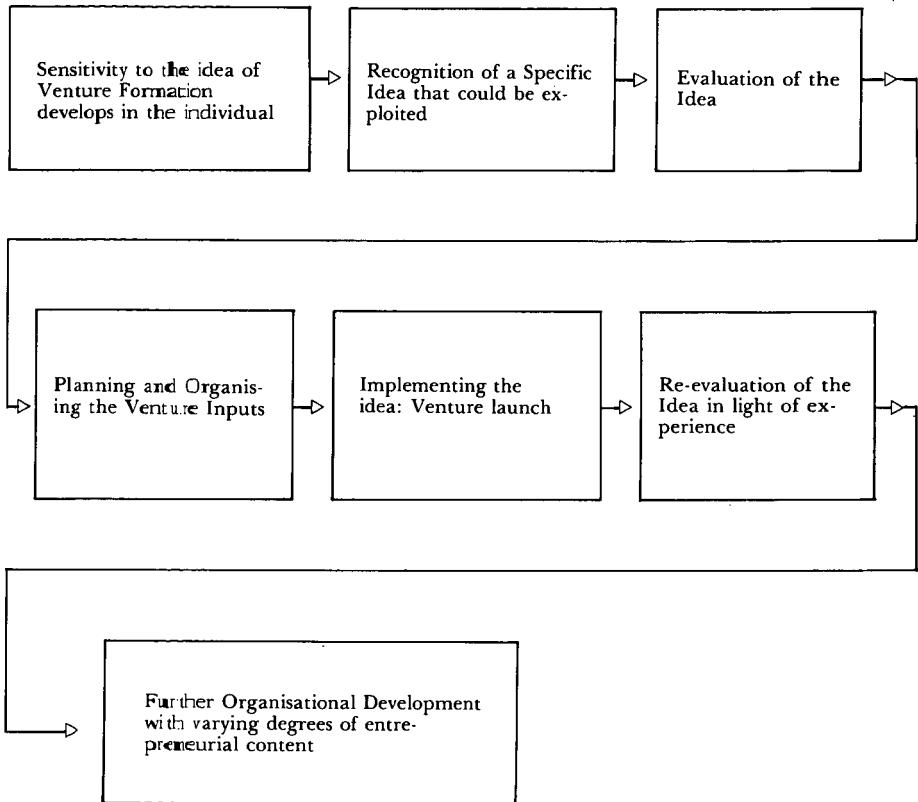 Sensitivity to the idea of
Venture Formation
develops in the individual
Recognition of a Specific
Idea that could be ex-
ploited
Evaluation of the
Idea
Planning and Organis-
ing the Venture Inputs
Implementing the
idea: Venture launch
Re-evaluation of the
Idea in light of ex-
perience
Further Organisational Development
with varying degrees of entre-
preneurial content